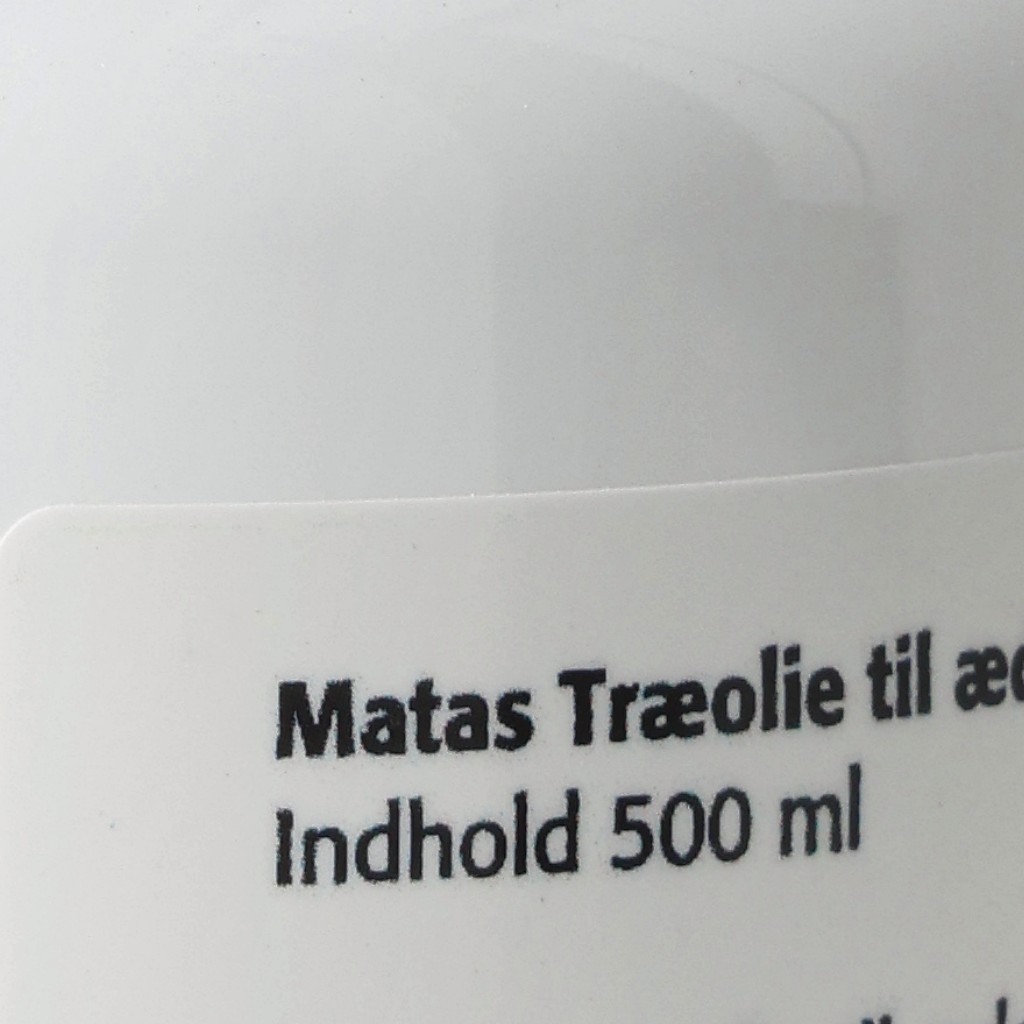 Matas Træolie til
Indhold 500 ml